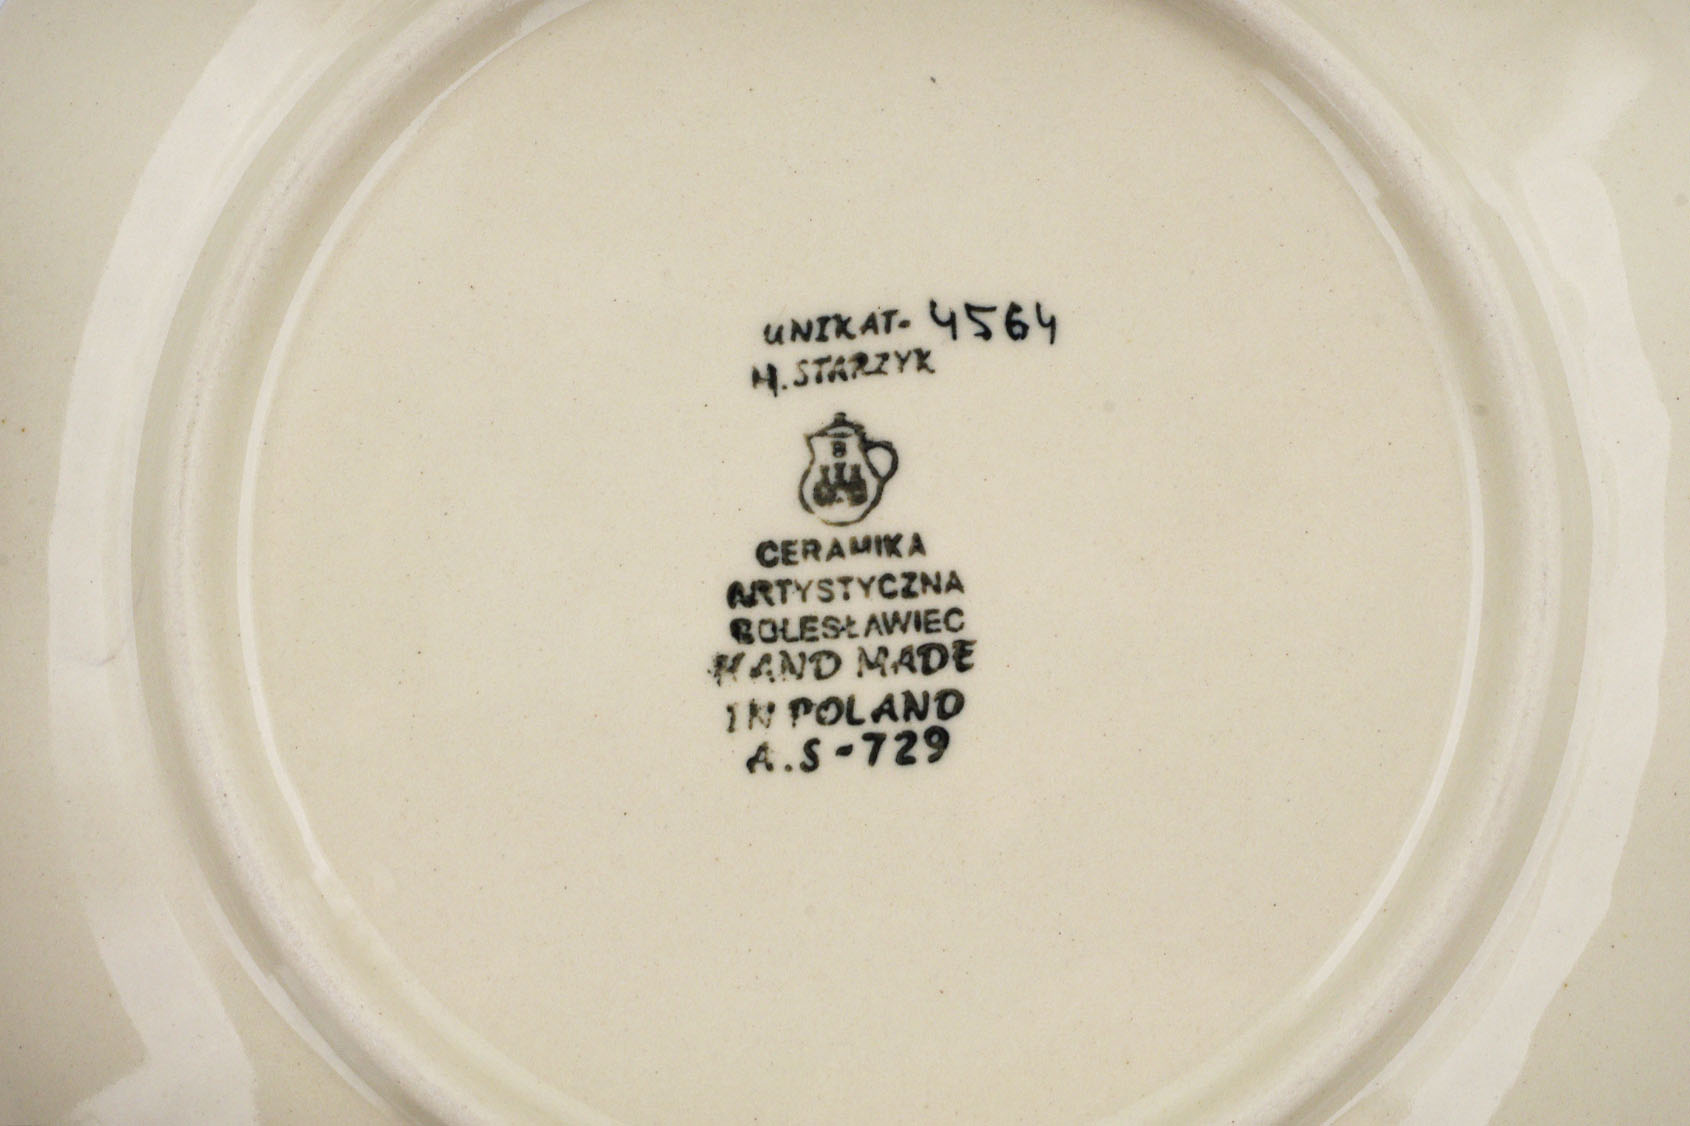 UNIKAT- 4564
M.STARZYK
B
CERAMIKA
ARTYSTYCZNA
BOLESŁAWIEC
HAND MADE
IN POLAND
A.S-729